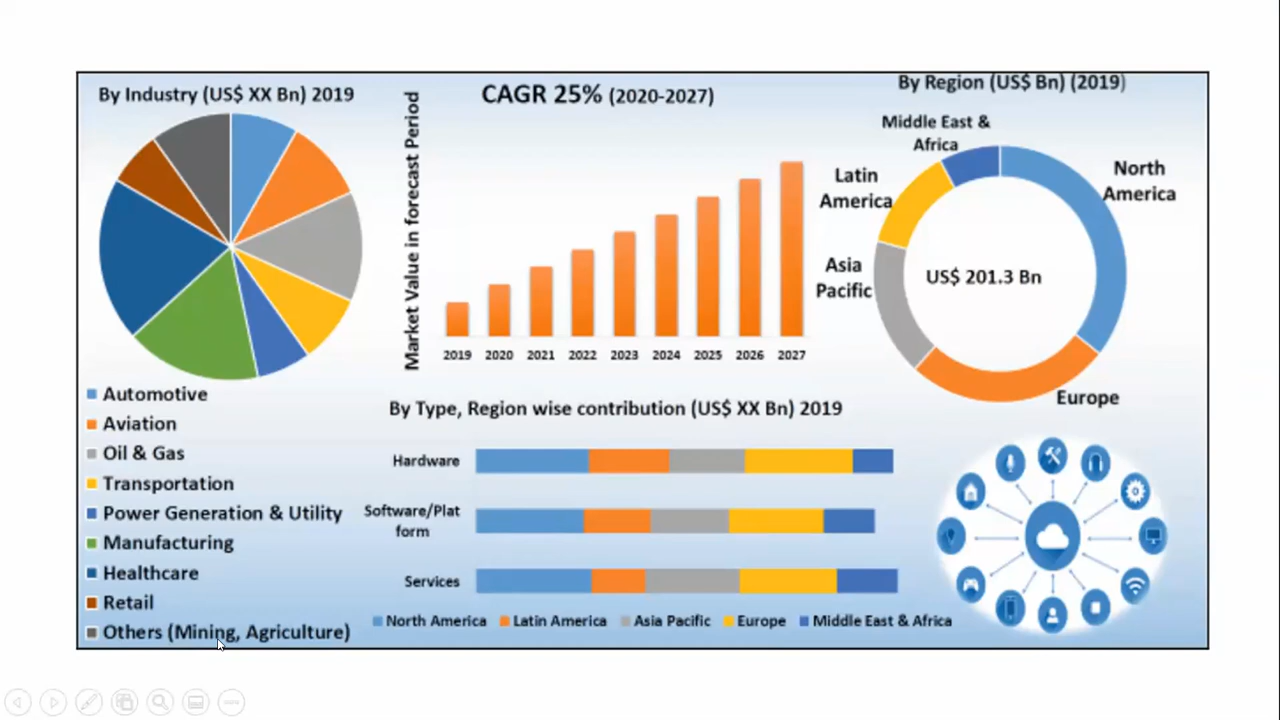 By Industry (US$ XX Bn) 2019
Automotive
Aviation
Oil & Gas
Transportation
Power Generation & Utility
Manufacturing
Healthcare
Retail
Others (Mining, Agriculture)
CAGR 25% (2020-2027)
Market Value in forecast Period
2019 2020 2021 2022 2023 2024 2025 2026 2027
By Region (US$ Bn) (2019)
Middle East &
Africa
North
America
Latin
America
Asia
Pacific
US$ 201.3 Bn
Europe
By Type, Region wise contribution (US$ XX Bn) 2019
Hardware
Software/Plat
form
Services
North America Latin America Asia Pacific Europe Middle East & Africa